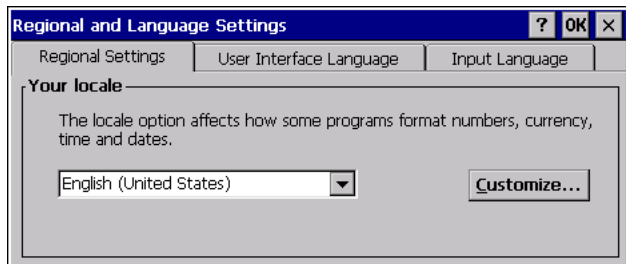 Regional and Language Settings ? OK ×
Regional Settings User Interface Language Input Language
Your locale
The locale option affects how some programs format numbers, currency,
time and dates.
English (United States) Customize...